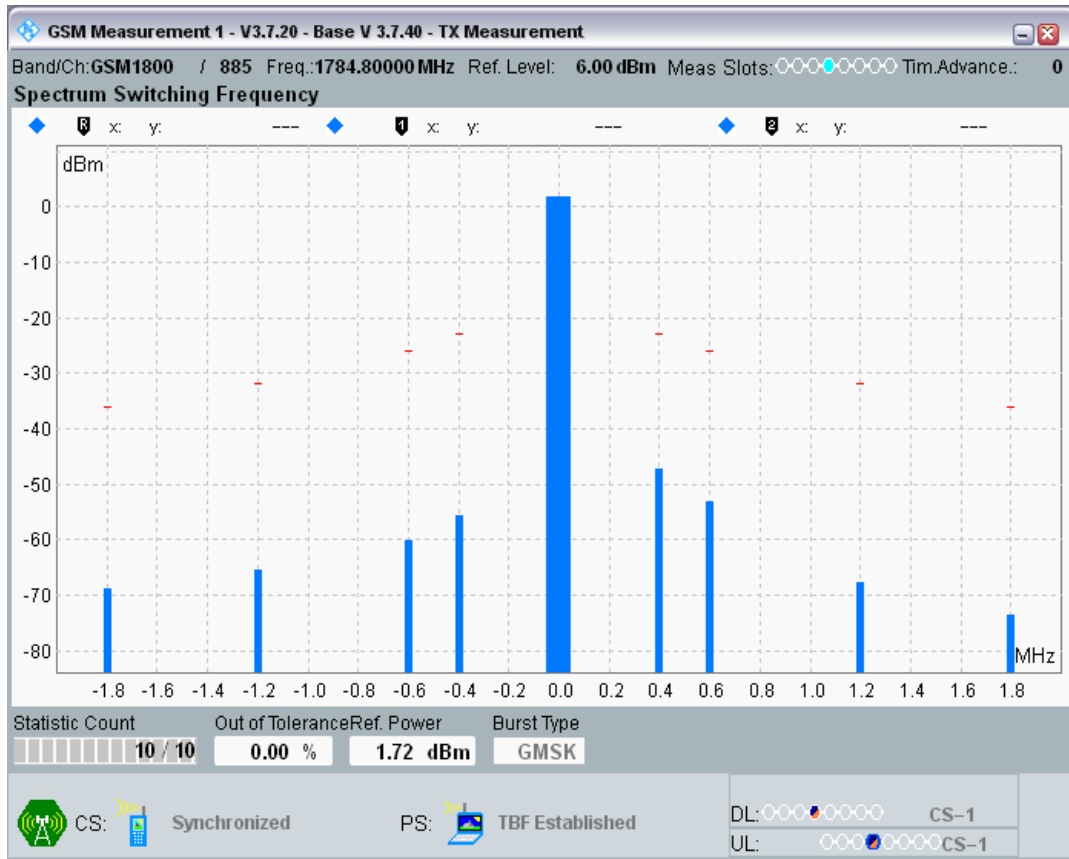 GSM Measurement 1 - V3.7.20 - Base V 3.7.40 - TX Measurement
Band/Ch:GSM1800 / 885 Freq.:1784.80000 MHz Ref. Level: 6.00 dBm Meas Slots: Tim.Advance.: 0
Spectrum Switching Frequency
R x: y: --- 1 x: y: --- 2 x: y: ---
dBm
0
-10
-20
-30
-40
-50
-60
-70
-80
MHz
-1.8 -1.6 -1.4 -1.2 -1.0 -0.8 -0.6 -0.4 -0.2 0.0 0.2 0.4 0.6 0.8 1.0 1.2 1.4 1.6 1.8
Statistic Count Out of Tolerance Ref. Power Burst Type
10 / 10 0.00 % 1.72 dBm GMSK
CS: Synchronized PS: TBF Established
DL: CS-1
UL: CS-1